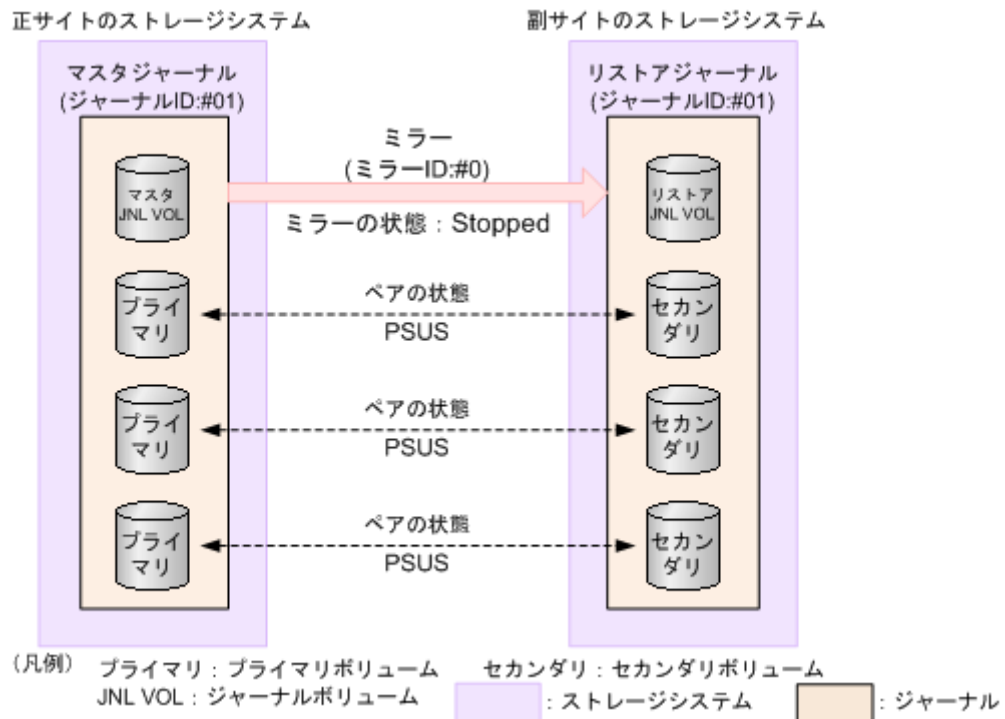 正サイトのストレージシステム
副サイトのストレージシステム
マスタジャーナル
(ジャーナルID:#01)
リストアジャーナル
(ジャーナルID:#01)
ミラー
(ミラーID:#0)
マスタ
JNL VOL
リストア
JNL VOL
ミラーの状態：Stopped
プライ
マリ
ペアの状態
PSUS
セカン
ダリ
プライ
マリ
ペアの状態
PSUS
セカン
ダリ
プライ
マリ
ペアの状態
PSUS
セカン
ダリ
(凡例)
プライマリ：プライマリボリューム
セカンダリ：セカンダリボリューム
JNL VOL：ジャーナルボリューム
：ストレージシステム
：ジャーナル